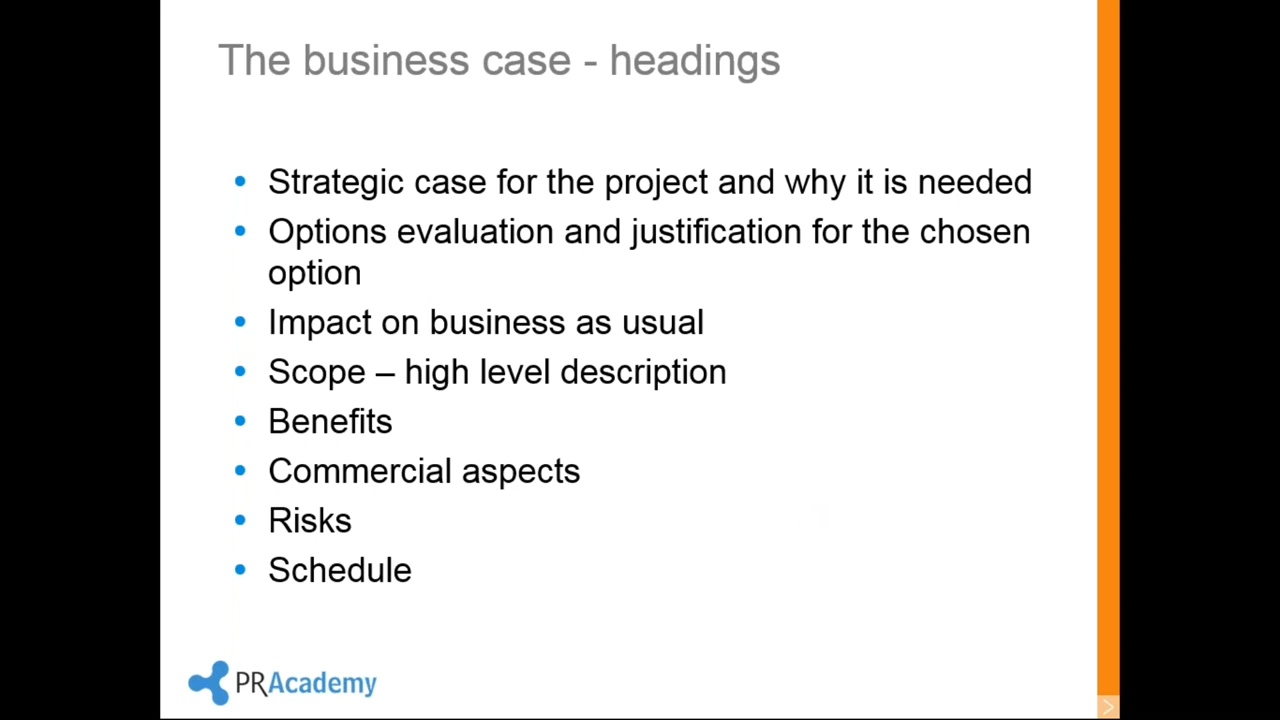 The business case - headings
• Strategic case for the project and why it is needed
• Options evaluation and justification for the chosen
option
• Impact on business as usual
• Scope – high level description
• Benefits
• Commercial aspects
• Risks
• Schedule
PRAcademy